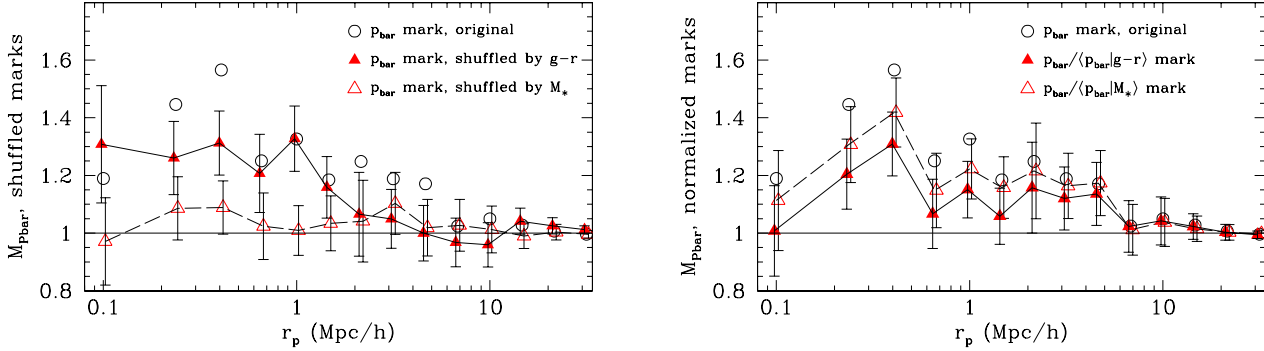 p_bar mark, original
p_bar mark, shuffled by g−r
p_bar mark, shuffled by M_*
M_Pbar, shuffled marks
1.6
1.4
1.2
1
0.8
0.1
1
10
r_p (Mpc/h)
p_bar mark, original
p_bar/⟨p_bar|g−r⟩ mark
p_bar/⟨p_bar|M_*⟩ mark
M_Pbar, normalized marks
1.6
1.4
1.2
1
0.8
0.1
1
10
r_p (Mpc/h)